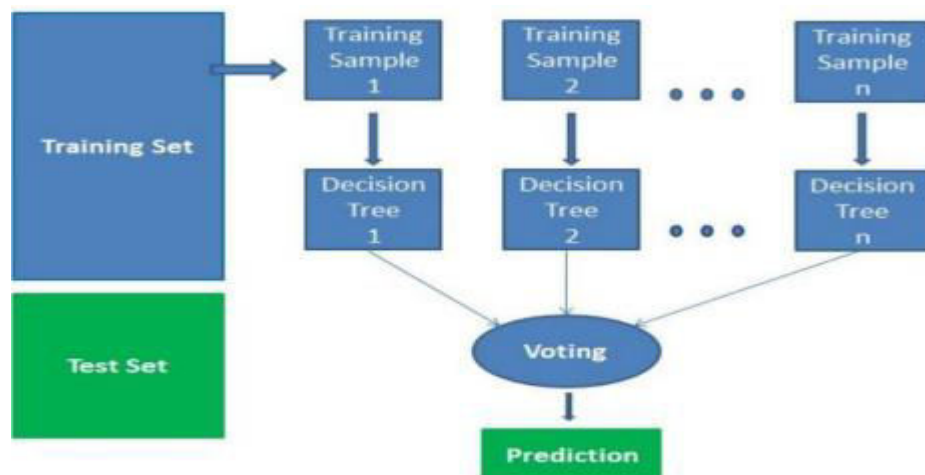 Training Set
Training
Sample
1
Training
Sample
2
Training
Sample
n
Decision
Tree
1
Decision
Tree
2
Decision
Tree
n
Test Set
Voting
Prediction